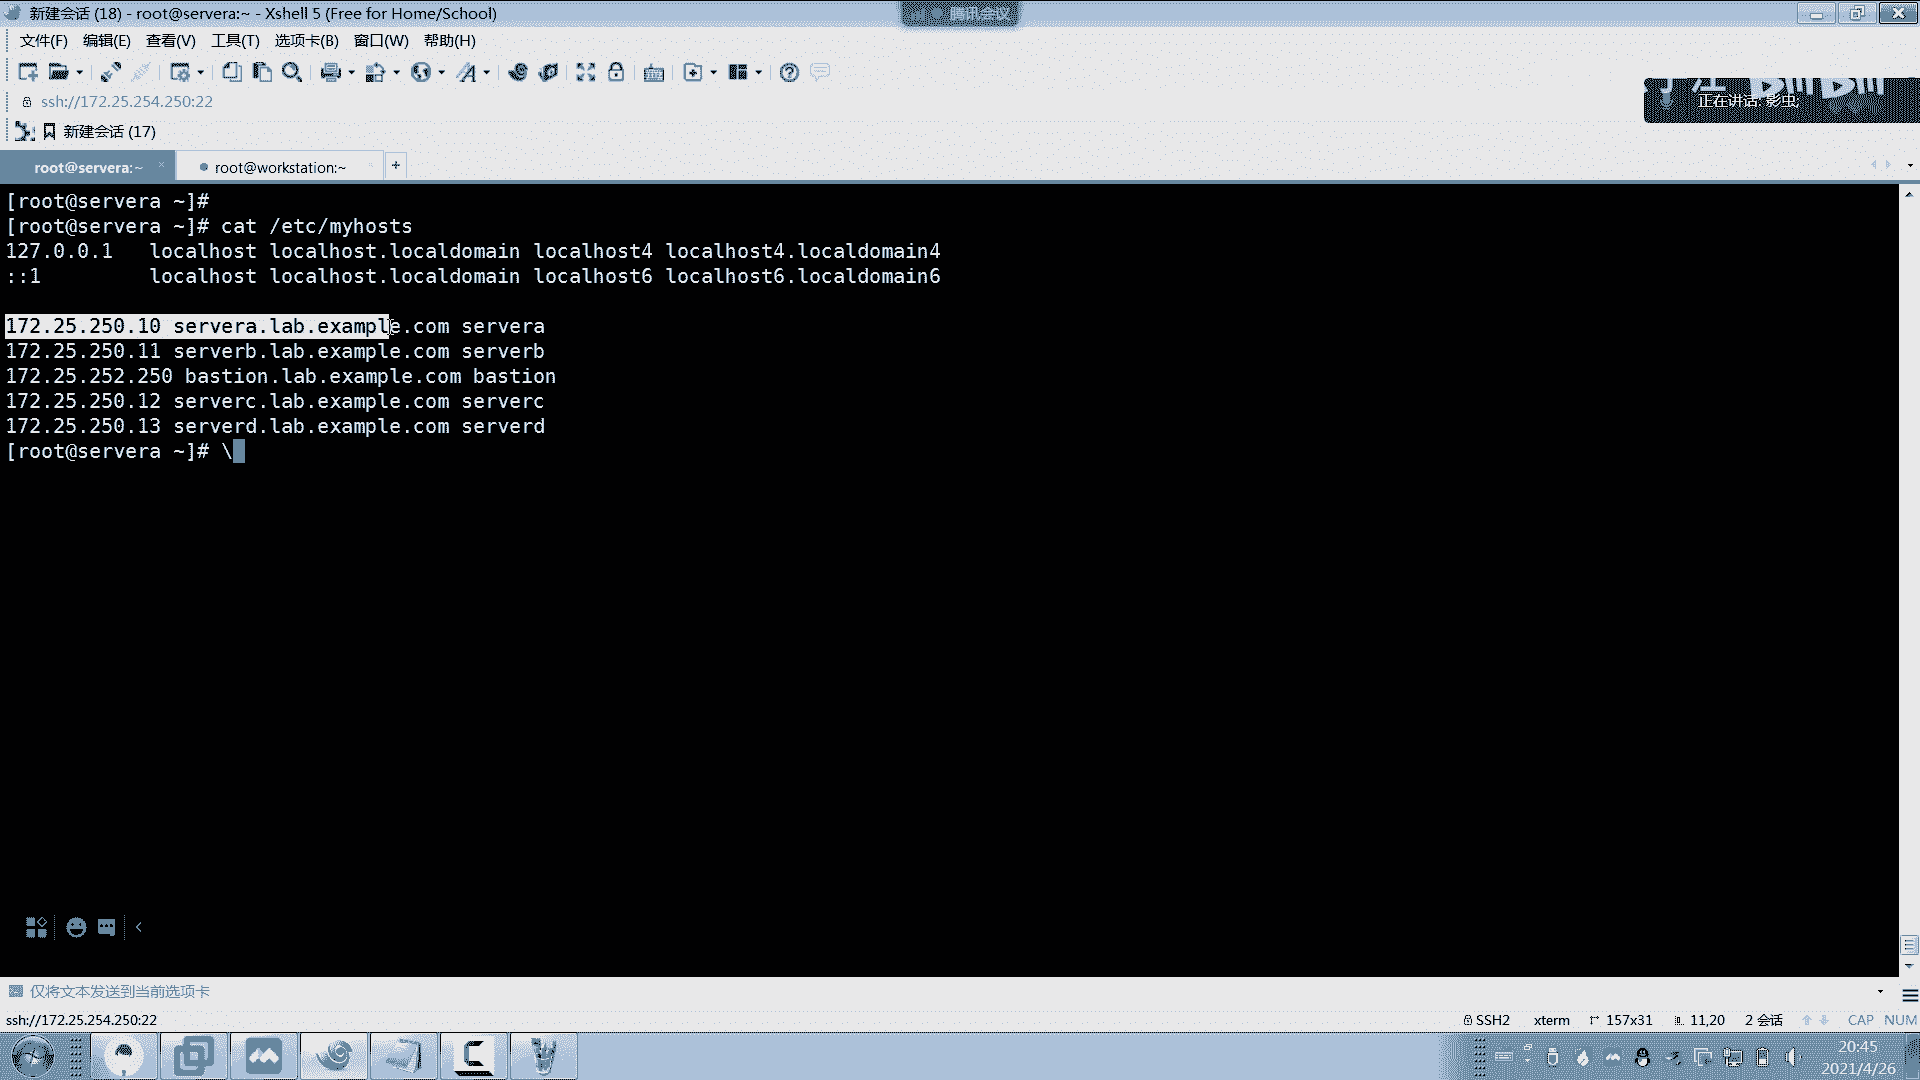 新建会话 (18) - root@servera:~ - Xshell 5 (Free for Home/School)
腾讯会议
文件(F) 编辑(E) 查看(V) 工具(T) 选项卡(B) 窗口(W) 帮助(H)
ssh://172.25.254.250:22
正在讲话: 影虫;
新建会话 (17)
root@servera:~ × root@workstation:~ +
[root@servera ~]#
[root@servera ~]# cat /etc/myhosts
127.0.0.1 localhost localhost.localdomain localhost4 localhost4.localdomain4
::1 localhost localhost.localdomain localhost6 localhost6.localdomain6
172.25.250.10 servera.lab.example.com servera
172.25.250.11 serverb.lab.example.com serverb
172.25.252.250 bastion.lab.example.com bastion
172.25.250.12 serverc.lab.example.com serverc
172.25.250.13 serverd.lab.example.com serverd
[root@servera ~]# \
仅将文本发送到当前选项卡
ssh://172.25.254.250:22 SSH2 xterm 157x31 11,20 2 会话 CAP NUM
20:45
2021/4/26